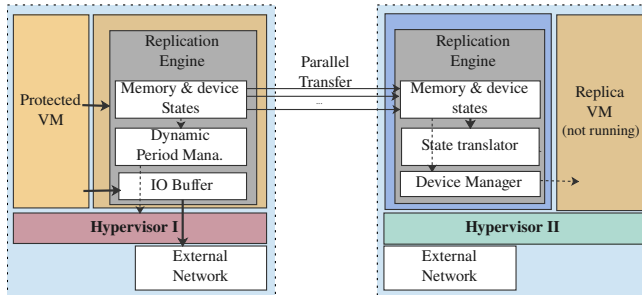 Protected
VM
Replication
Engine
Memory & device
States
Dynamic
Period Mana.
IO Buffer
Hypervisor I
External
Network
Parallel
Transfer
...
Replication
Engine
Memory & device
states
State translator
Device Manager
Replica
VM
(not running)
Hypervisor II
External
Network